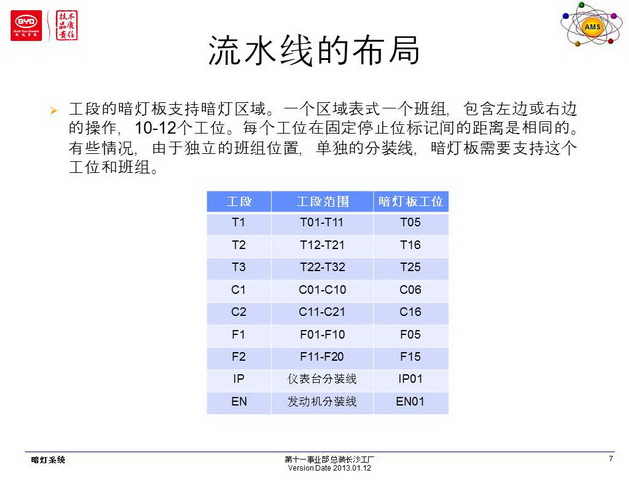 BYD
技术
品质
责任
AMS
流水线的布局
工段的暗灯板支持暗灯区域。一个区域表式一个班组，包含左边或右边
的操作，10-12个工位。每个工位在固定停止位标记间的距离是相同的。
有些情况，由于独立的班组位置，单独的分装线，暗灯板需要支持这个
工位和班组。
工段 工段范围 暗灯板工位
T1 T01-T11 T05
T2 T12-T21 T16
T3 T22-T32 T25
C1 C01-C10 C06
C2 C11-C21 C16
F1 F01-F10 F05
F2 F11-F20 F15
IP 仪表台分装线 IP01
EN 发动机分装线 EN01
暗灯系统 第十一事业部总装长沙工厂 7
Version Date 2013.01.12